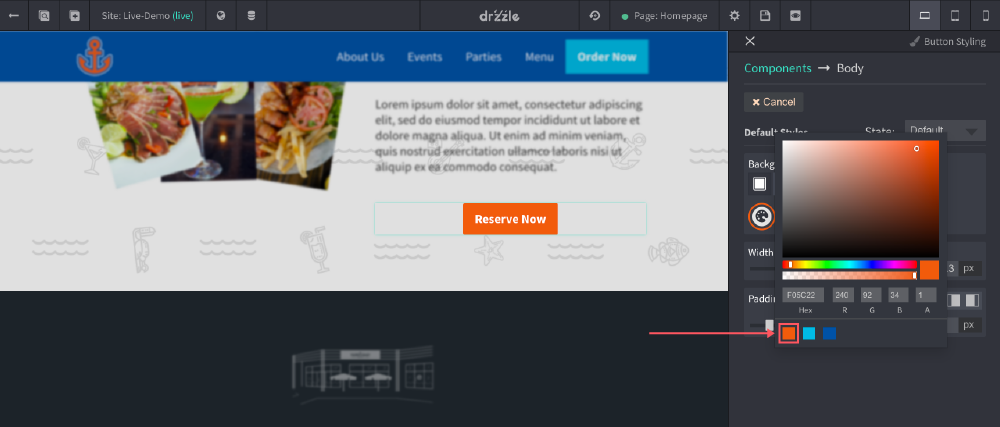 Site: Live-Demo (live)
drizzle
Page: Homepage
Button Styling
About Us
Events
Parties
Menu
Order Now
Components → Body
× Cancel
Default Styles
State:
Default
Lorem ipsum dolor sit amet, consectetur adipiscing
elit, sed do eiusmod tempor incididunt ut labore et
dolore magna aliqua. Ut enim ad minim veniam,
quis nostrud exercitation ullamco laboris nisi ut
aliquip ex ea commodo consequat.
Reserve Now
Backg
Width
3 px
F05C22 240 92 34 1
Hex R G B A
Paddin
px